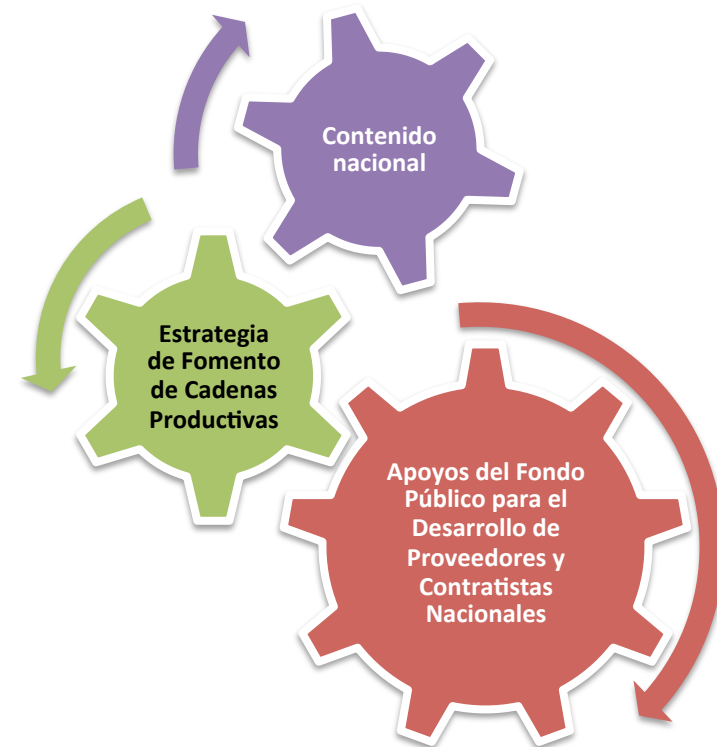 Contenido
nacional
Estrategia
de Fomento
de Cadenas
Productivas
Apoyos del Fondo
Público para el
Desarrollo de
Proveedores y
Contratistas
Nacionales